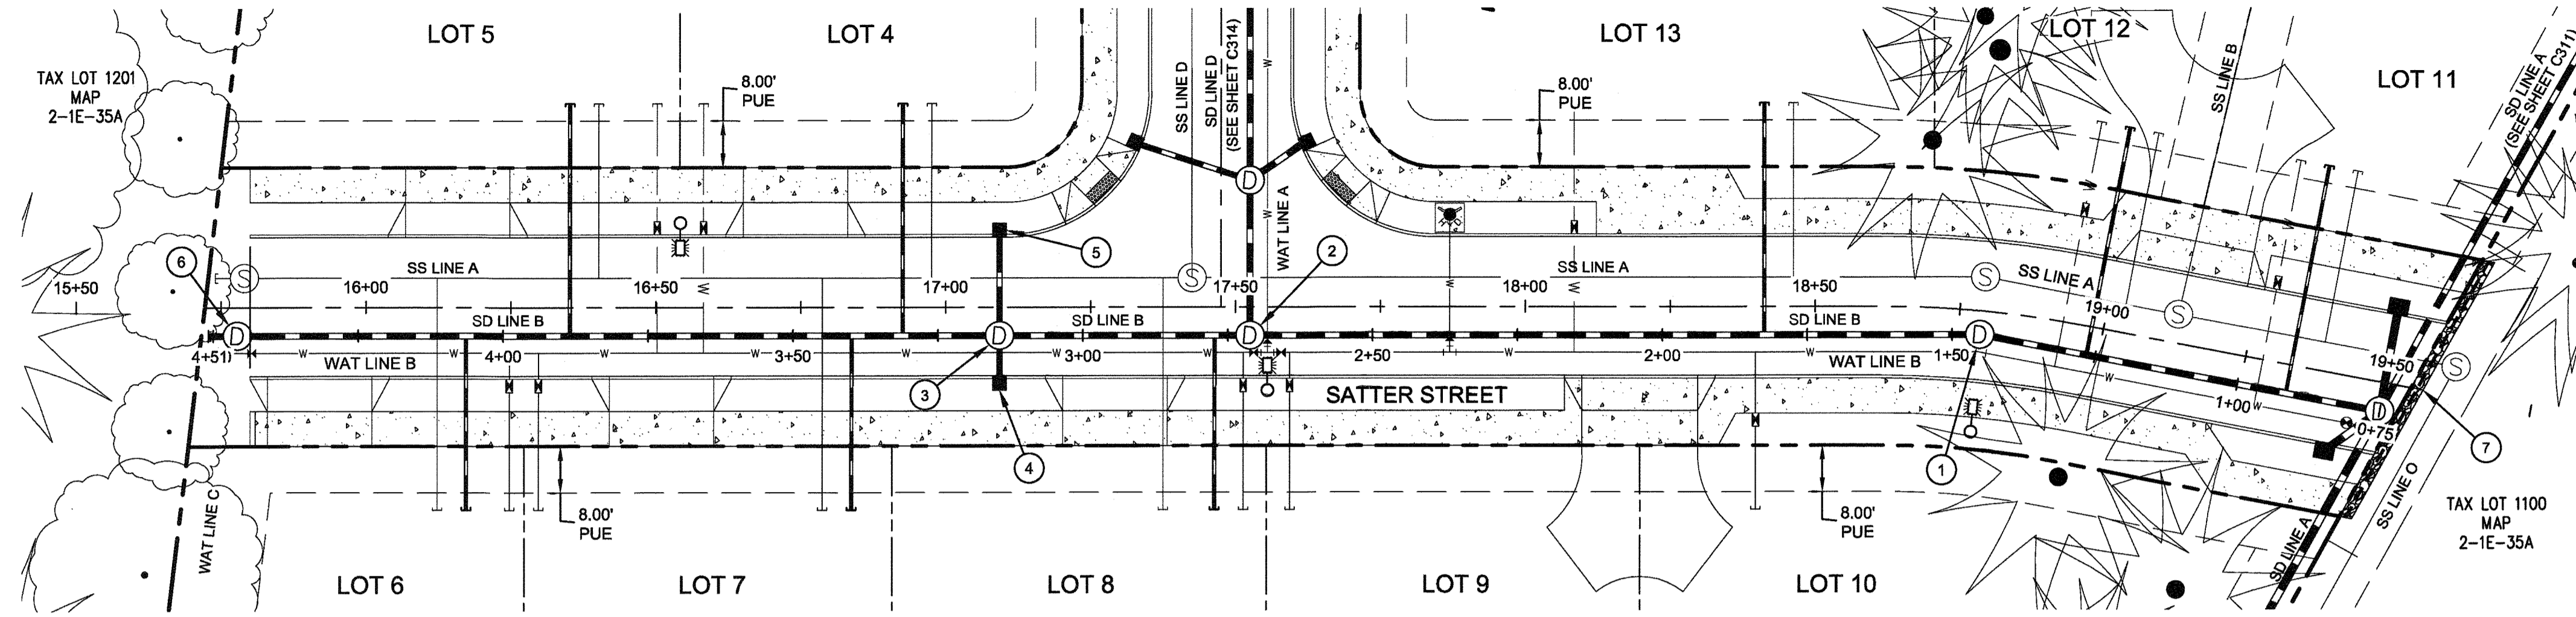 LOT 5
LOT 4
LOT 13
LOT 12
LOT 11
TAX LOT 1201
MAP
2-1E-35A
8.00'
PUE
SS LINE D
SD LINE D
(SEE SHEET C314)
W
8.00'
PUE
SS LINE B
SD LINE A
(SEE SHEET C311)
WAT LINE A
W
6
5
2
S
SS LINE A
S
SS LINE A
S
SS LINE A
S
15+50
16+00
16+50
17+00
17+50
18+00
18+50
19+00
19+50
D
D
D
D
D
D
SD LINE B
SD LINE B
SD LINE B
4+51
4+00
3+50
3+00
2+50
2+00
1+50
1+00
0+75
W
W
W
W
W
W
W
W
W
W
WAT LINE B
WAT LINE B
S
3
SATTER STREET
4
1
7
WAT LINE C
8.00'
PUE
8.00'
PUE
SD LINE A
SS LINE O
TAX LOT 1100
MAP
2-1E-35A
LOT 6
LOT 7
LOT 8
LOT 9
LOT 10